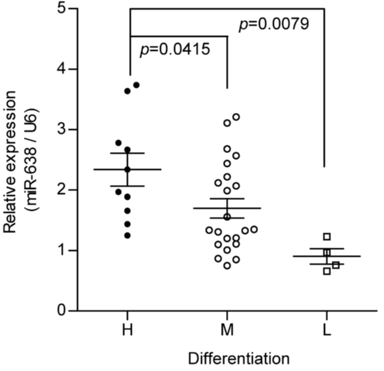 5
p=0.0079
p=0.0415
4
3
2
1
0
Relative expression
(miR-638 / U6)
H M L
Differentiation